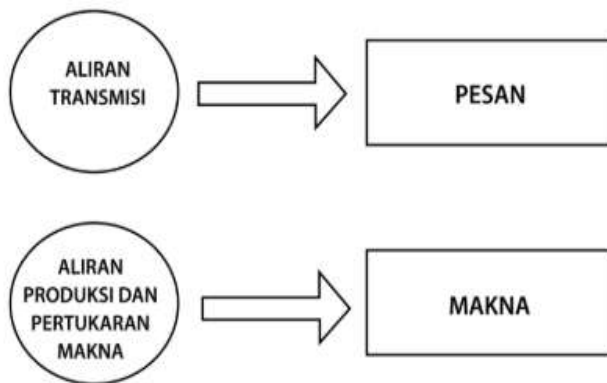 ALIRAN
TRANSMISI
PESAN
ALIRAN
PRODUKSI DAN
PERTUKARAN
MAKNA
MAKNA